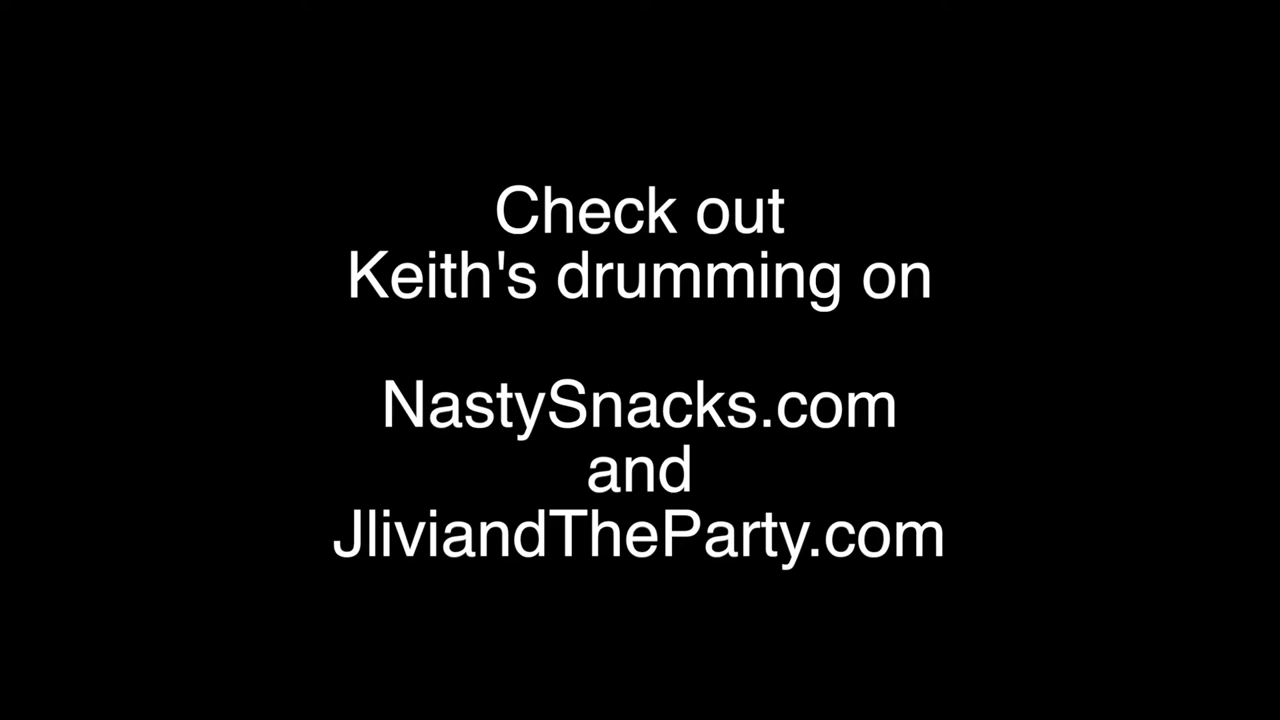 Check out
Keith's drumming on
NastySnacks.com
and
JliviandTheParty.com